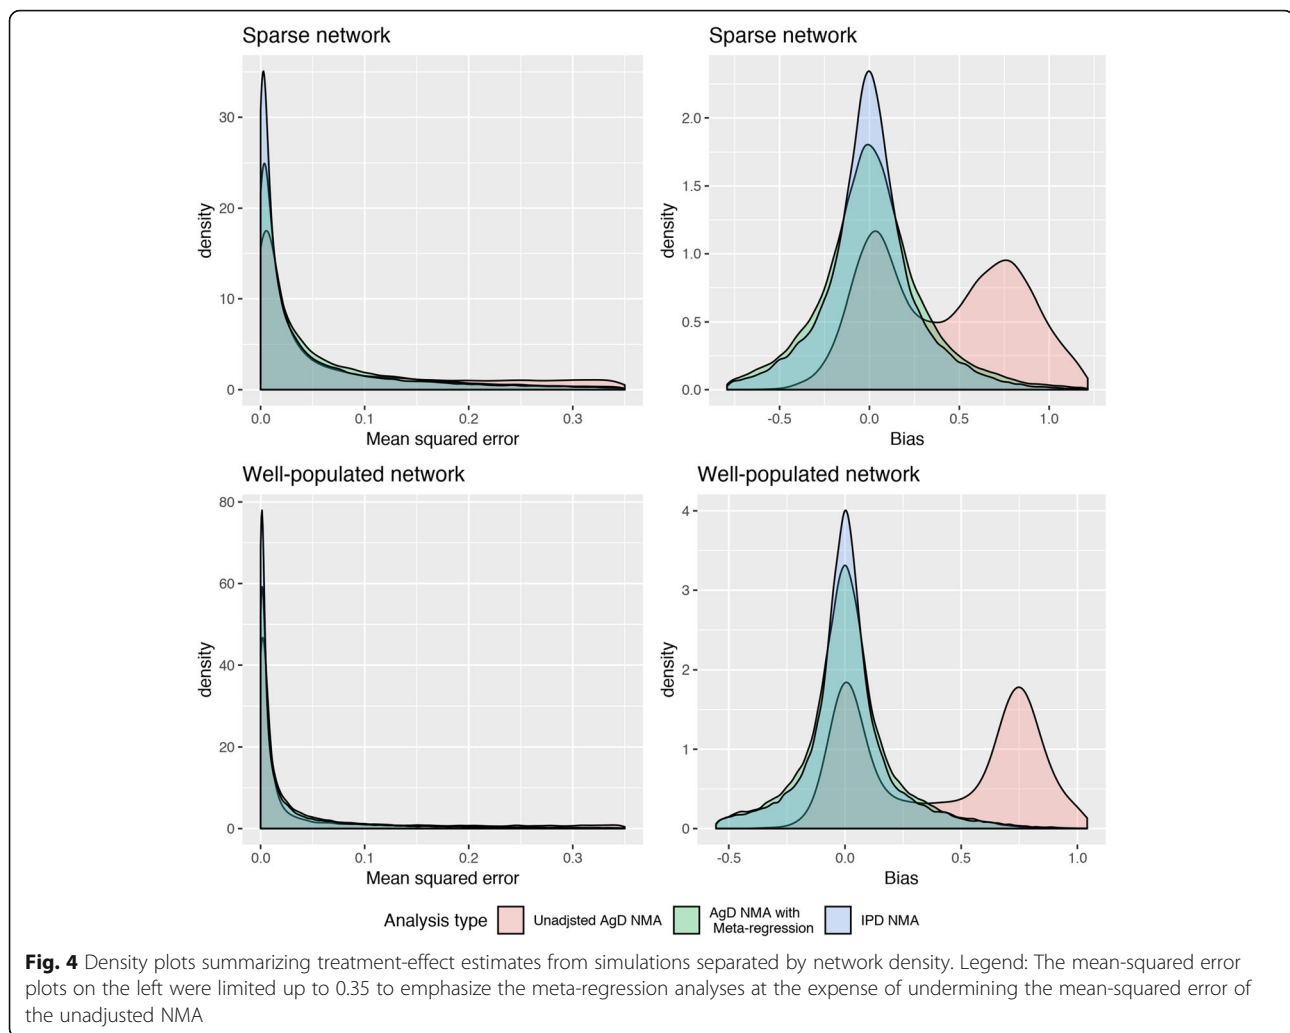 Sparse network
30
20
10
0
density
0.0 0.1 0.2 0.3
Mean squared error
Sparse network
2.0
1.5
1.0
0.5
0.0
density
-0.5 0.0 0.5 1.0
Bias
Well-populated network
80
60
40
20
0
density
0.0 0.1 0.2 0.3
Mean squared error
Well-populated network
4
3
2
1
0
density
-0.5 0.0 0.5 1.0
Bias
Analysis type Unadjsted AgD NMA AgD NMA with Meta-regression IPD NMA
Fig. 4 Density plots summarizing treatment-effect estimates from simulations separated by network density. Legend: The mean-squared error
plots on the left were limited up to 0.35 to emphasize the meta-regression analyses at the expense of undermining the mean-squared error of
the unadjusted NMA